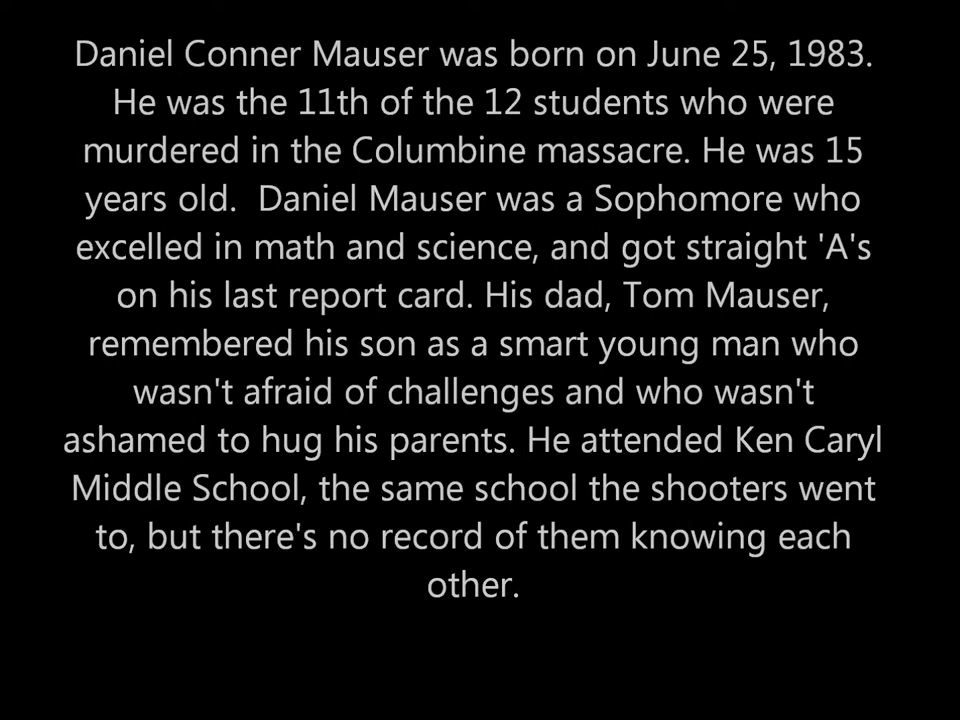 Daniel Conner Mauser was born on June 25, 1983.
He was the 11th of the 12 students who were
murdered in the Columbine massacre. He was 15
years old.  Daniel Mauser was a Sophomore who
excelled in math and science, and got straight 'A's
on his last report card. His dad, Tom Mauser,
remembered his son as a smart young man who
wasn't afraid of challenges and who wasn't
ashamed to hug his parents. He attended Ken Caryl
Middle School, the same school the shooters went
to, but there's no record of them knowing each
other.